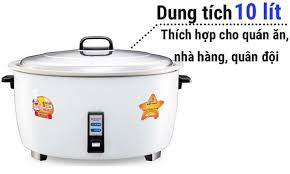 Dung tích 10 lít
Thích hợp cho quán ăn,
nhà hàng, quân đội